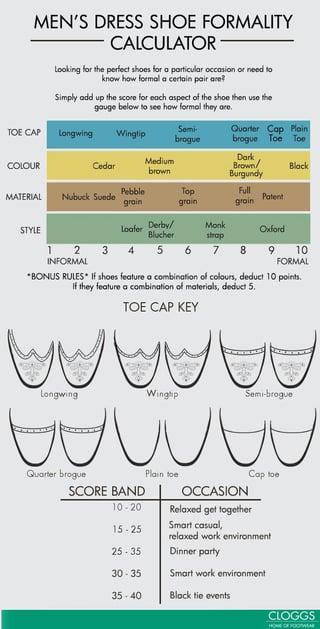 MEN'S DRESS SHOE FORMALITY
CALCULATOR
Looking for the perfect shoes for a particular occasion or need to
know how formal a certain pair are?
Simply add up the score for each aspect of the shoe then use the
gauge below to see how formal they are.
TOE CAP Longwing Wingtip Semi-brogue Quarter brogue Cap Toe Plain Toe
COLOUR Cedar Medium brown Dark Brown/Burgundy Black
MATERIAL Nubuck Suede Pebble grain Top grain Full grain Patent
STYLE Loafer Derby/Blucher Monk strap Oxford
1 2 3 4 5 6 7 8 9 10
INFORMAL FORMAL
*BONUS RULES* If shoes feature a combination of colours, deduct 10 points.
If they feature a combination of materials, deduct 5.
TOE CAP KEY
Longwing Wingtip Semi-brogue
Quarter brogue Plain toe Cap toe
SCORE BAND OCCASION
10 - 20 Relaxed get together
15 - 25 Smart casual,
relaxed work environment
25 - 35 Dinner party
30 - 35 Smart work environment
35 - 40 Black tie events
CLOGGS
HOME OF FOOTWEAR